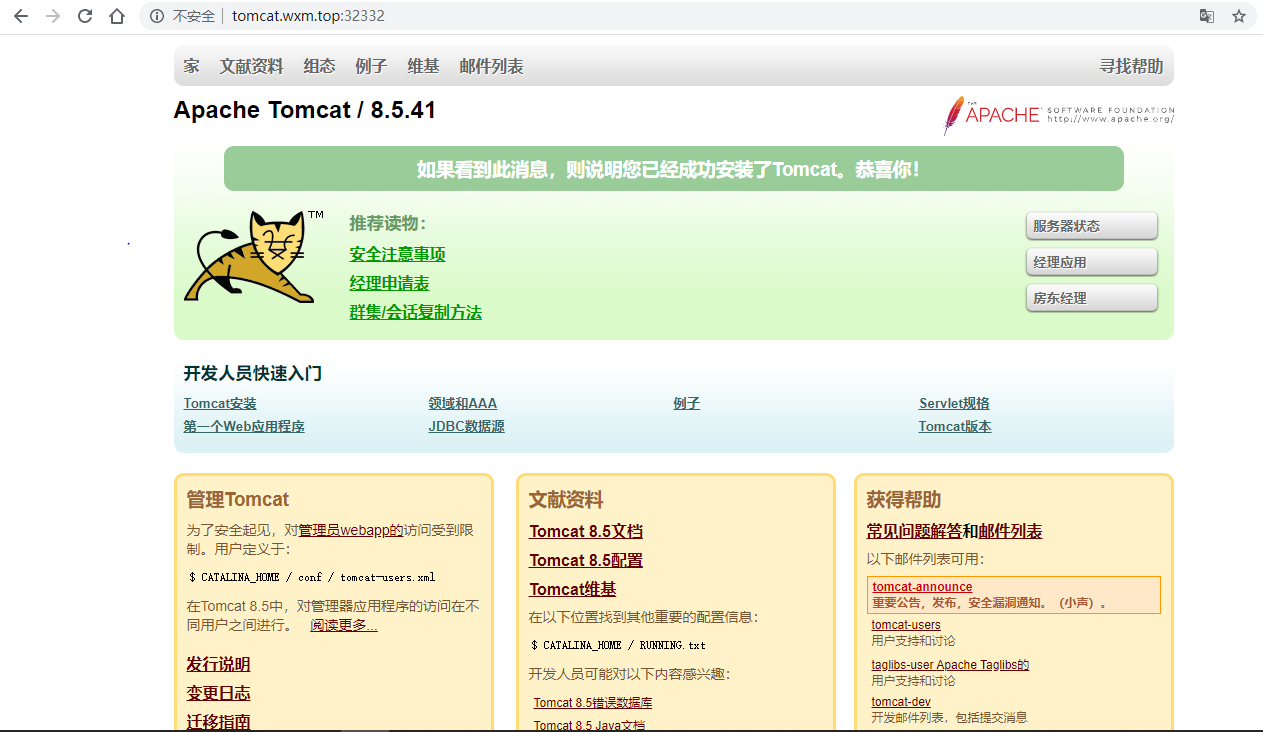 不安全 tomcat.wxm.top:32332
家 文献资料 组态 例子 维基 邮件列表 寻找帮助
Apache Tomcat / 8.5.41
THE APACHE SOFTWARE FOUNDATION
http://www.apache.org/
如果看到此消息，则说明您已经成功安装了Tomcat。恭喜你！
TM
推荐读物：
安全注意事项
经理申请表
群集/会话复制方法
服务器状态
经理应用
房东经理
开发人员快速入门
Tomcat安装 领域和AAA 例子 Servlet规格
第一个Web应用程序 JDBC数据源 Tomcat版本
管理Tomcat
为了安全起见，对管理员webapp的访问受到限
制。用户定义于：
$ CATALINA_HOME / conf / tomcat-users.xml
在Tomcat 8.5中，对管理器应用程序的访问在不
同用户之间进行。 阅读更多...
发行说明
变更日志
迁移指南
文献资料
Tomcat 8.5文档
Tomcat 8.5配置
Tomcat维基
在以下位置找到其他重要的配置信息：
$ CATALINA_HOME / RUNNING.txt
开发人员可能对以下内容感兴趣：
Tomcat 8.5错误数据库
Tomcat 8.5 Java文档
获得帮助
常见问题解答和邮件列表
以下邮件列表可用：
tomcat-announce
重要公告，发布，安全漏洞通知。（小声）。
tomcat-users
用户支持和讨论
taglibs-user Apache Taglibs的
用户支持和讨论
tomcat-dev
开发邮件列表，包括提交消息